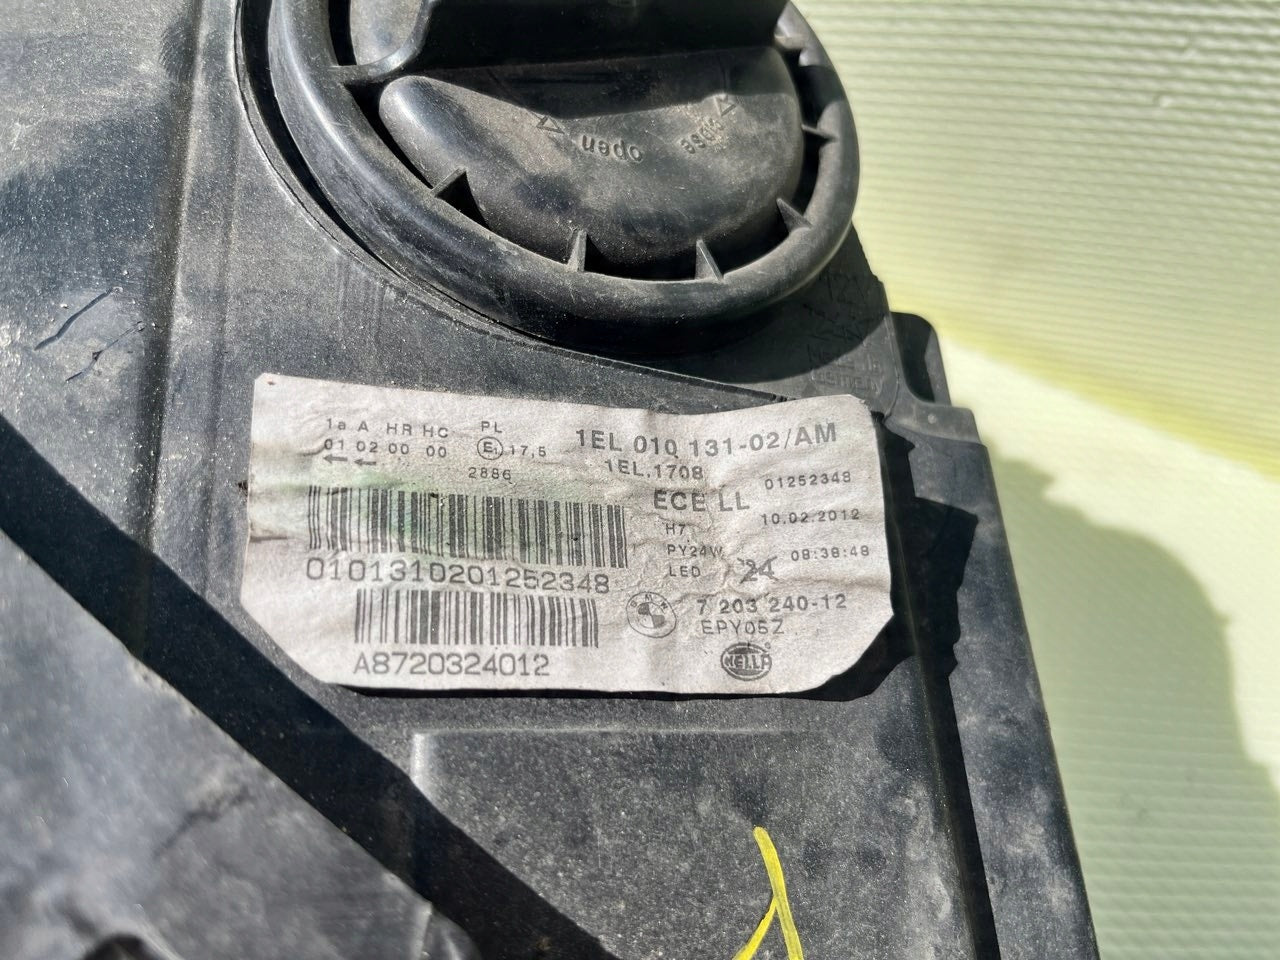 open
close
1a A HR HC PL
01 02 00 00 E1 17,5
2886
1EL 010 131-02/AM
1EL.1708
ECE LL
01252348
H7
10.02.2012
PY24W
08:38:48
LED
24
0101310201252348
7 203 240-12
EPY05Z
A8720324012
HELLA